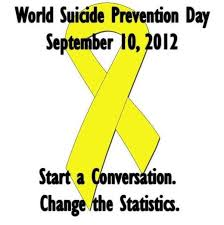 World Suicide Prevention Day
September 10, 2012
Start a Conversation.
Change the Statistics.